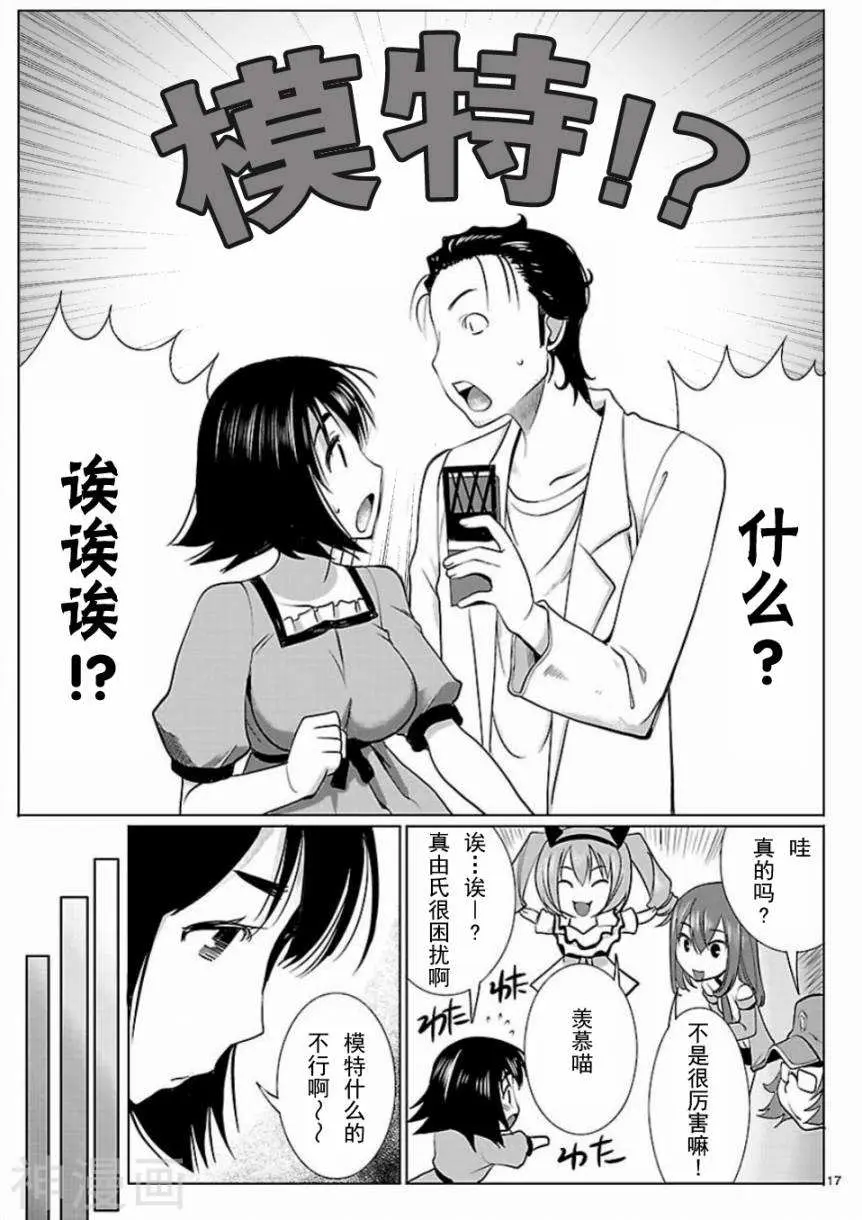 模特!?
什么?
诶诶诶!?
哇
真的吗?
不是很厉害嘛!
羡慕喵
诶…诶—?
真由氏很困扰啊
わた
わた
わた
模特什么的
不行啊~~
17
神漫画